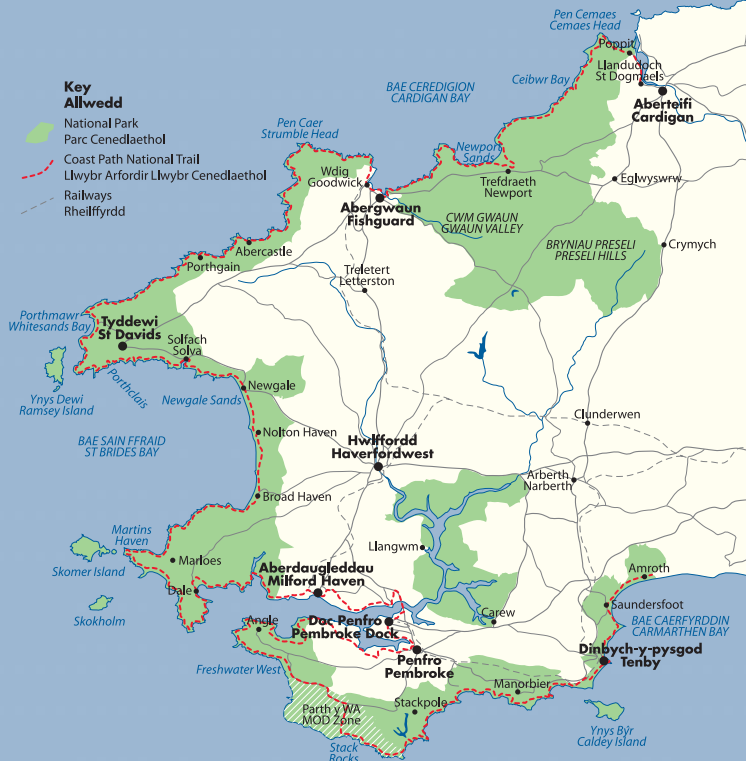 Pen Cemaes
Cemaes Head
Poppit
Llandudoch
St Dogmaels
Ceibwr Bay
Aberteifi
Cardigan
BAE CEREDIGION
CARDIGAN BAY
Key
Allwedd
National Park
Parc Cenedlaethol
Coast Path National Trail
Llwybr Arfordir Llwybr Cenedlaethol
Railways
Rheilffyrdd
Pen Caer
Strumble Head
Newport
Sands
Wdig
Goodwick
Trefdraeth
Newport
Eglwyswrw
Abergwaun
Fishguard
CWM GWAUN
GWAUN VALLEY
BRYNIAU PRESELI
PRESELI HILLS
Crymych
Abercastle
Porthgain
Treletert
Letterston
Porthmawr
Whitesands Bay
Tyddewi
St Davids
Solfach
Solva
Porthclais
Ynys Dewi
Ramsey Island
Newgale
Newgale Sands
BAE SAIN FFRAID
ST BRIDES BAY
Nolton Haven
Clunderwen
Hwlffordd
Haverfordwest
Arberth
Narberth
Broad Haven
Martins
Haven
Llangwm
Skomer Island
Marloes
Aberdaugleddau
Milford Haven
Amroth
Dale
Skokholm
Saundersfoot
BAE CAERFYRDDIN
CARMARTHEN BAY
Carew
Angle
Doc Penfro
Pembroke Dock
Penfro
Pembroke
Dinbych-y-pysgod
Tenby
Freshwater West
Manorbier
Stackpole
Parth y WA
MOD Zone
Ynys Bŷr
Caldey Island
Stack
Rocks